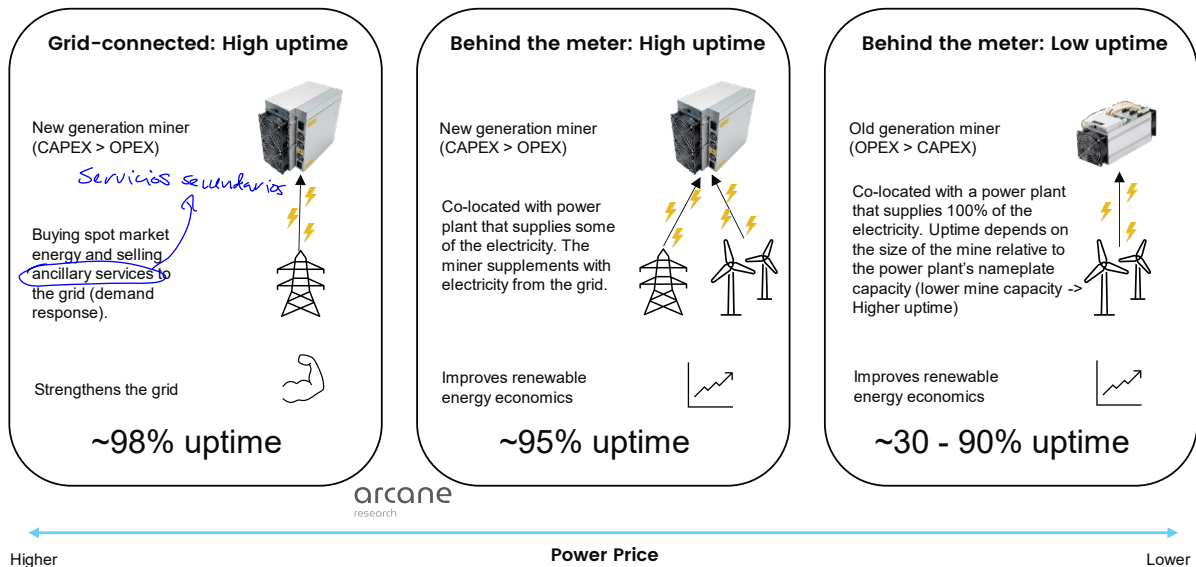 Grid-connected: High uptime
New generation miner
(CAPEX > OPEX)
Servicios secundarios
Buying spot market
energy and selling
ancillary services to
the grid (demand
response).
Strengthens the grid
~98% uptime
Behind the meter: High uptime
New generation miner
(CAPEX > OPEX)
Co-located with power
plant that supplies some
of the electricity. The
miner supplements with
electricity from the grid.
Improves renewable
energy economics
~95% uptime
Behind the meter: Low uptime
Old generation miner
(OPEX > CAPEX)
Co-located with a power plant
that supplies 100% of the
electricity. Uptime depends on
the size of the mine relative to
the power plant's nameplate
capacity (lower mine capacity ->
Higher uptime)
Improves renewable
energy economics
~30 - 90% uptime
arcane
research
Higher
Power Price
Lower